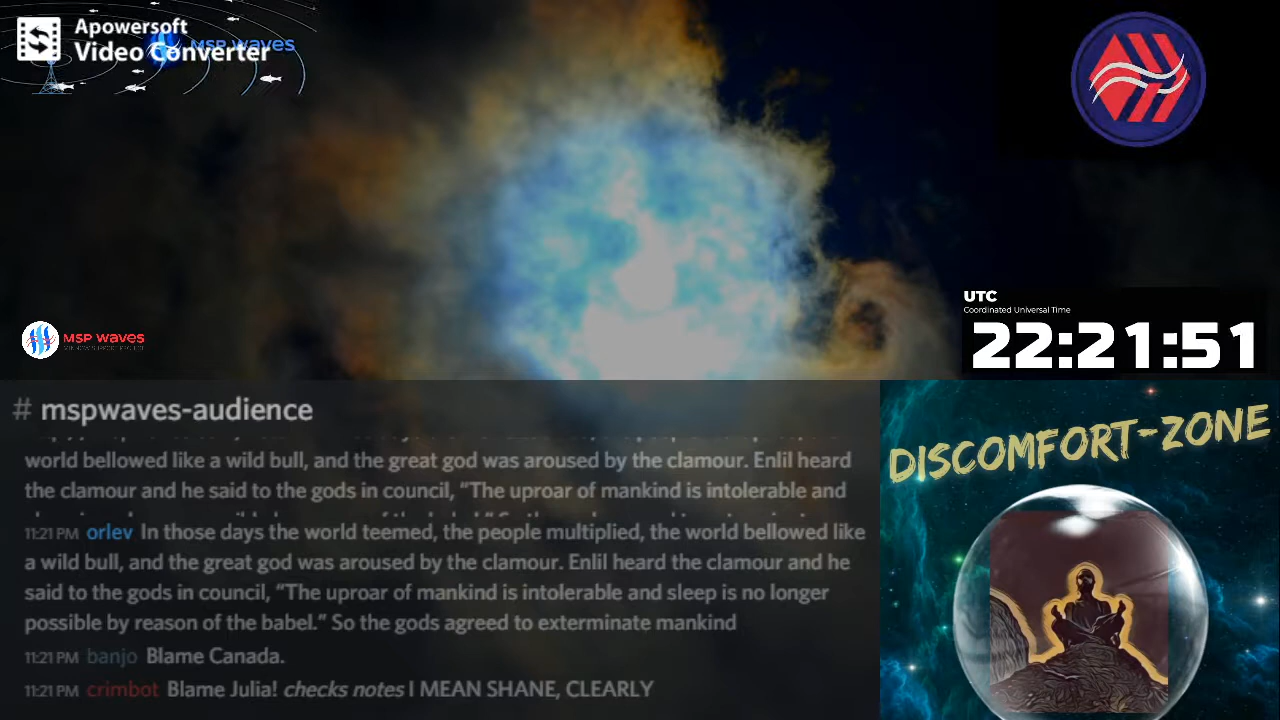 Apowersoft
Video Converter
MSP WAVES
UTC
Coordinated Universal Time
22:21:51
MSP WAVES
# mspwaves-audience
world bellowed like a wild bull, and the great god was aroused by the clamour. Enlil heard
the clamour and he said to the gods in council, “The uproar of mankind is intolerable and
11:21 PM orlev In those days the world teemed, the people multiplied, the world bellowed like
a wild bull, and the great god was aroused by the clamour. Enlil heard the clamour and he
said to the gods in council, “The uproar of mankind is intolerable and sleep is no longer
possible by reason of the babel.” So the gods agreed to exterminate mankind
11:21 PM banjo Blame Canada.
11:21 PM crimbot Blame Julia! checks notes I MEAN SHANE, CLEARLY
DISCOMFORT-ZONE